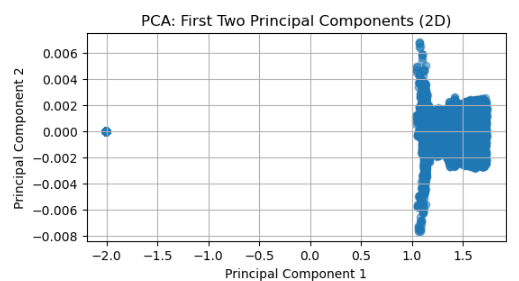 PCA: First Two Principal Components (2D)
Principal Component 2
0.006
0.004
0.002
0.000
−0.002
−0.004
−0.006
−0.008
−2.0 −1.5 −1.0 −0.5 0.0 0.5 1.0 1.5
Principal Component 1